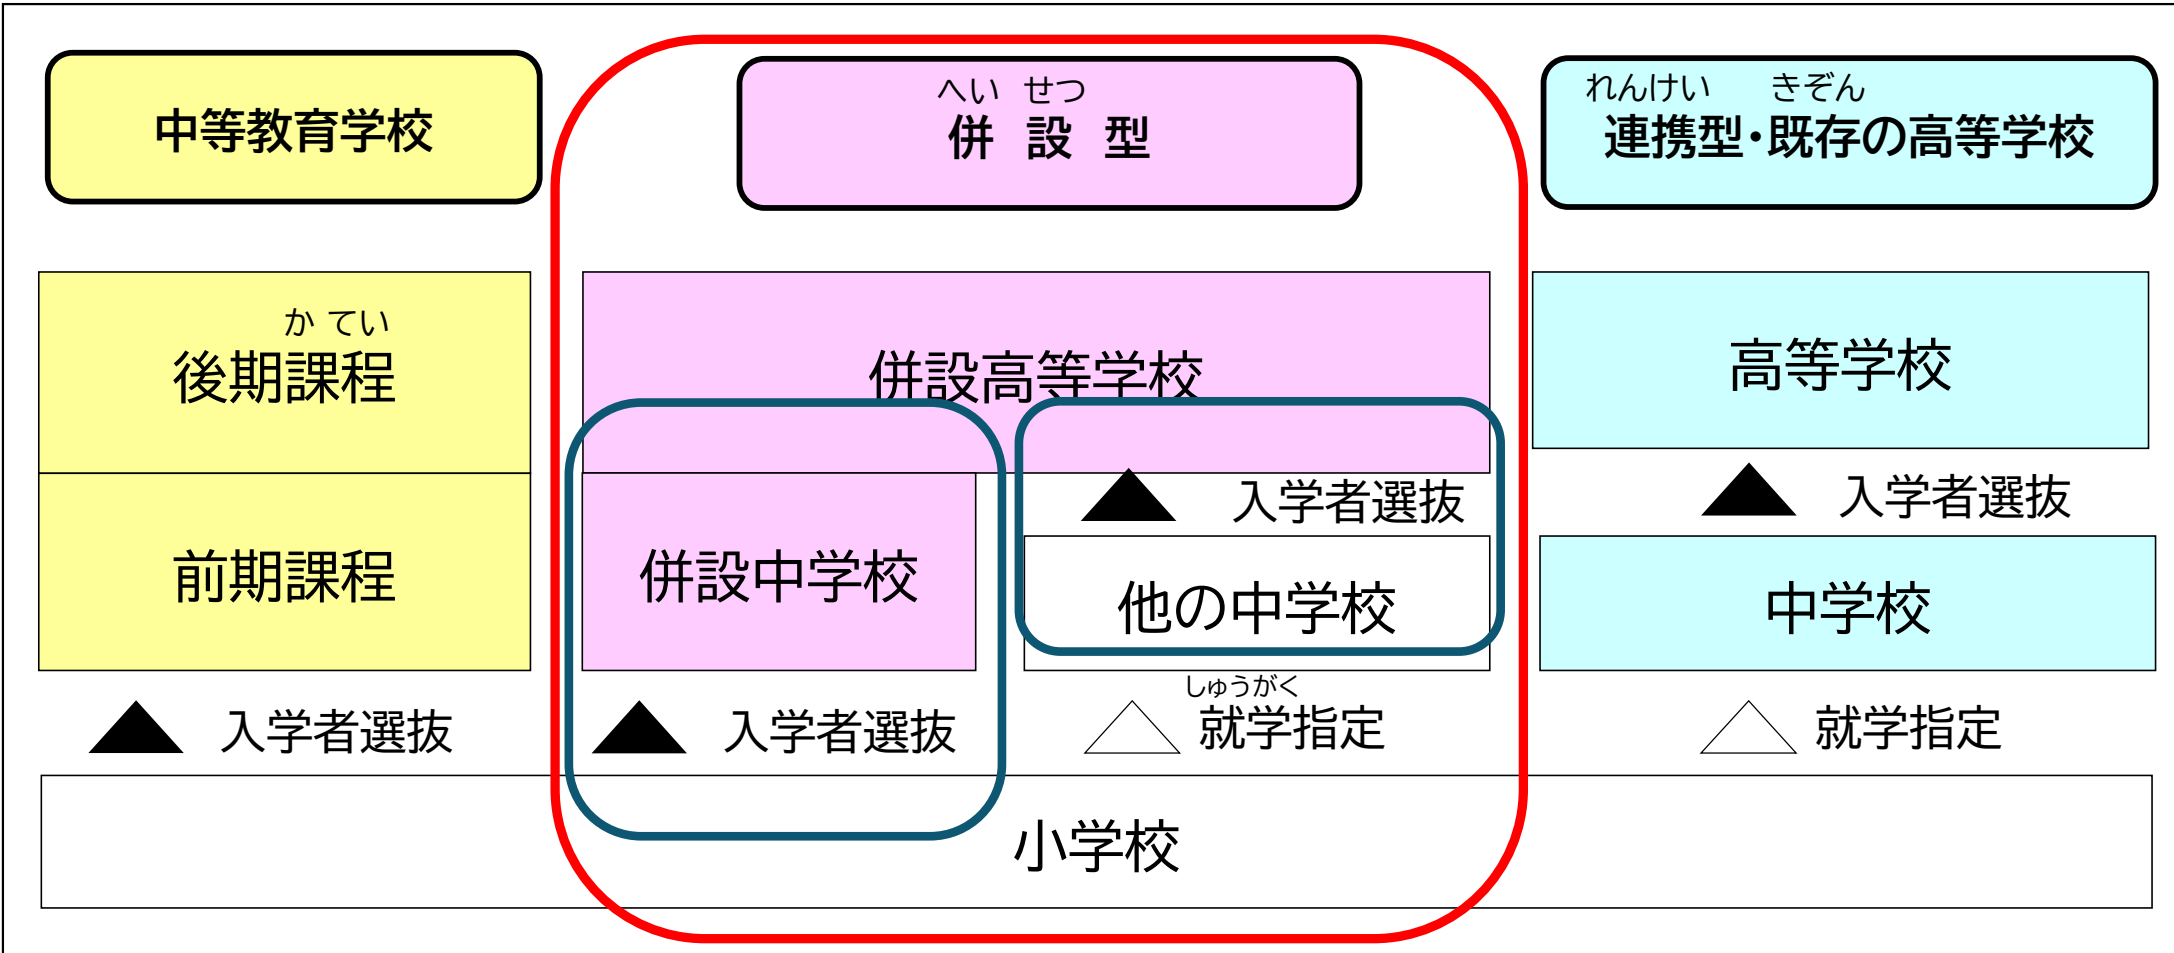 中等教育学校
へい せつ
併 設 型
れんけい きぞん
連携型・既存の高等学校
か てい
後期課程
前期課程
入学者選抜
併設高等学校
併設中学校
入学者選抜
入学者選抜
他の中学校
しゅうがく
就学指定
高等学校
入学者選抜
中学校
就学指定
小学校